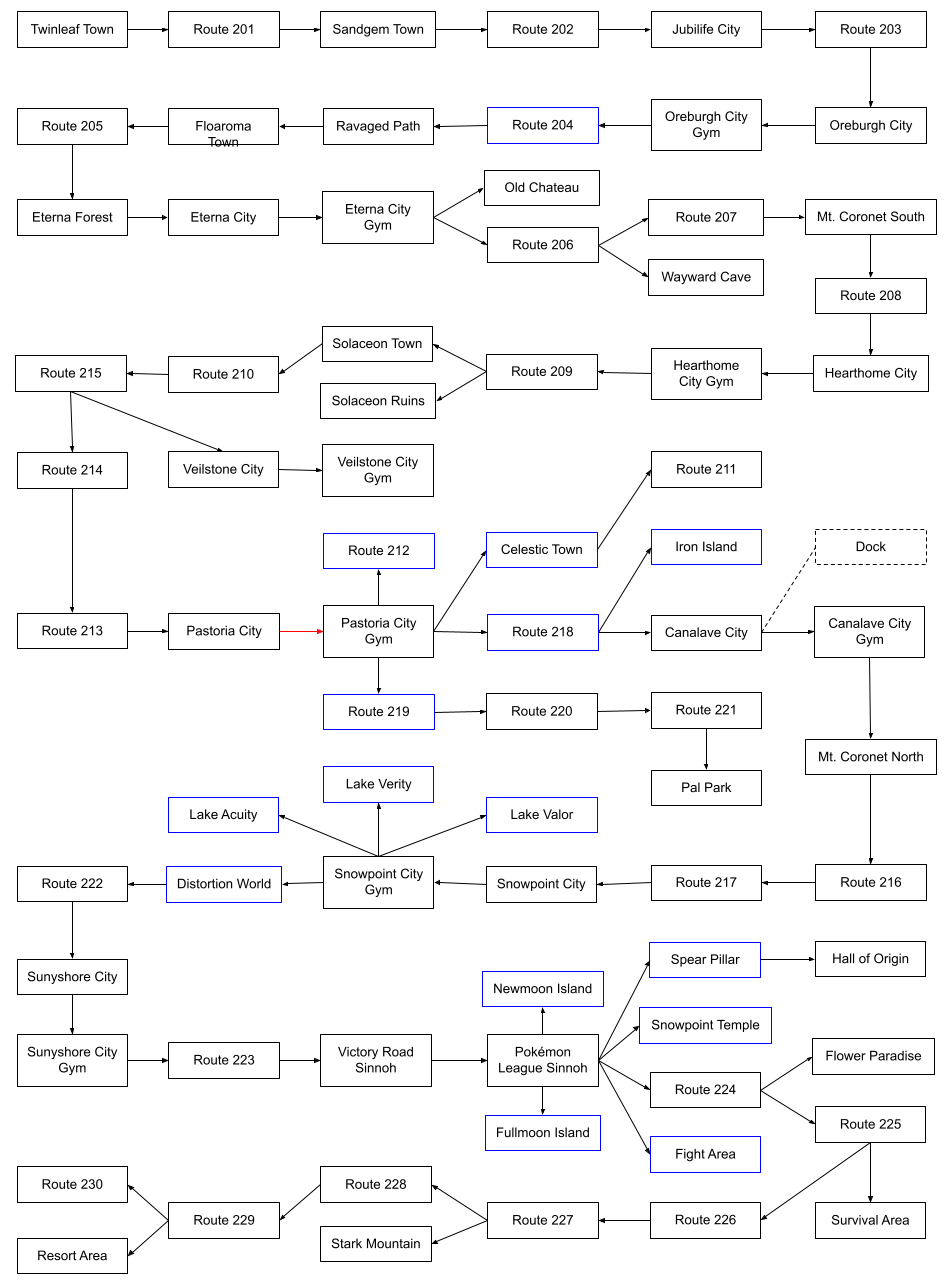 Twinleaf Town
Route 201
Sandgem Town
Route 202
Jubilife City
Route 203
Route 205
Floaroma
Town
Ravaged Path
Route 204
Oreburgh City
Gym
Oreburgh City
Eterna Forest
Eterna City
Eterna City
Gym
Old Chateau
Route 206
Route 207
Wayward Cave
Mt. Coronet South
Route 208
Route 215
Route 210
Solaceon Town
Solaceon Ruins
Route 209
Hearthome
City Gym
Hearthome City
Route 214
Veilstone City
Veilstone City
Gym
Route 211
Route 212
Celestic Town
Iron Island
Dock
Route 213
Pastoria City
Pastoria City
Gym
Route 218
Canalave City
Canalave City
Gym
Route 219
Route 220
Route 221
Mt. Coronet North
Pal Park
Lake Verity
Lake Acuity
Lake Valor
Route 222
Distortion World
Snowpoint City
Gym
Snowpoint City
Route 217
Route 216
Sunyshore City
Spear Pillar
Hall of Origin
Newmoon Island
Snowpoint Temple
Sunyshore City
Gym
Route 223
Victory Road
Sinnoh
Pokémon
League Sinnoh
Flower Paradise
Route 224
Route 225
Fullmoon Island
Fight Area
Route 230
Route 229
Route 228
Route 227
Route 226
Survival Area
Resort Area
Stark Mountain